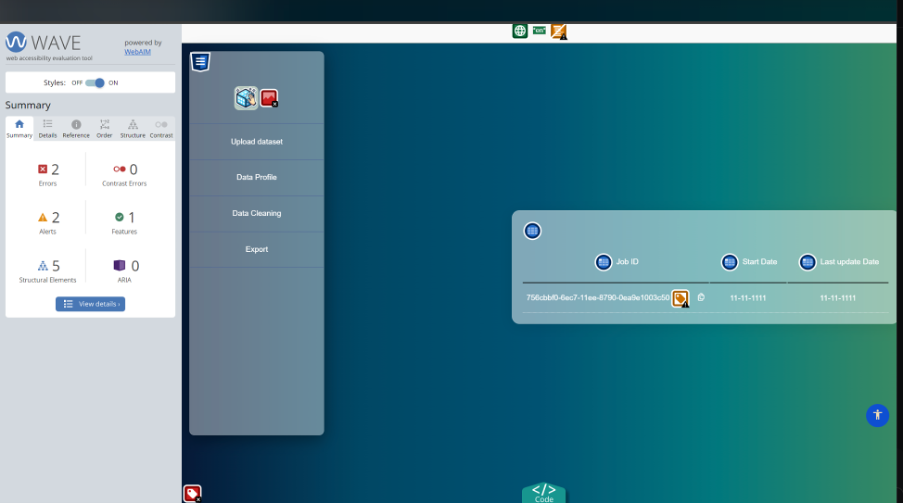 WAVE
web accessibility evaluation tool
powered by
WebAIM
Styles: OFF ON
Summary
Summary Details Reference Order Structure Contrast
2
Errors
0
Contrast Errors
2
Alerts
1
Features
5
Structural Elements
0
ARIA
View details ›
Upload dataset
Data Profile
Data Cleaning
Export
Job ID Start Date Last update Date
756cbbf0-6ec7-11ee-8790-0ea9e1003c50 11-11-1111 11-11-1111
</>
Code